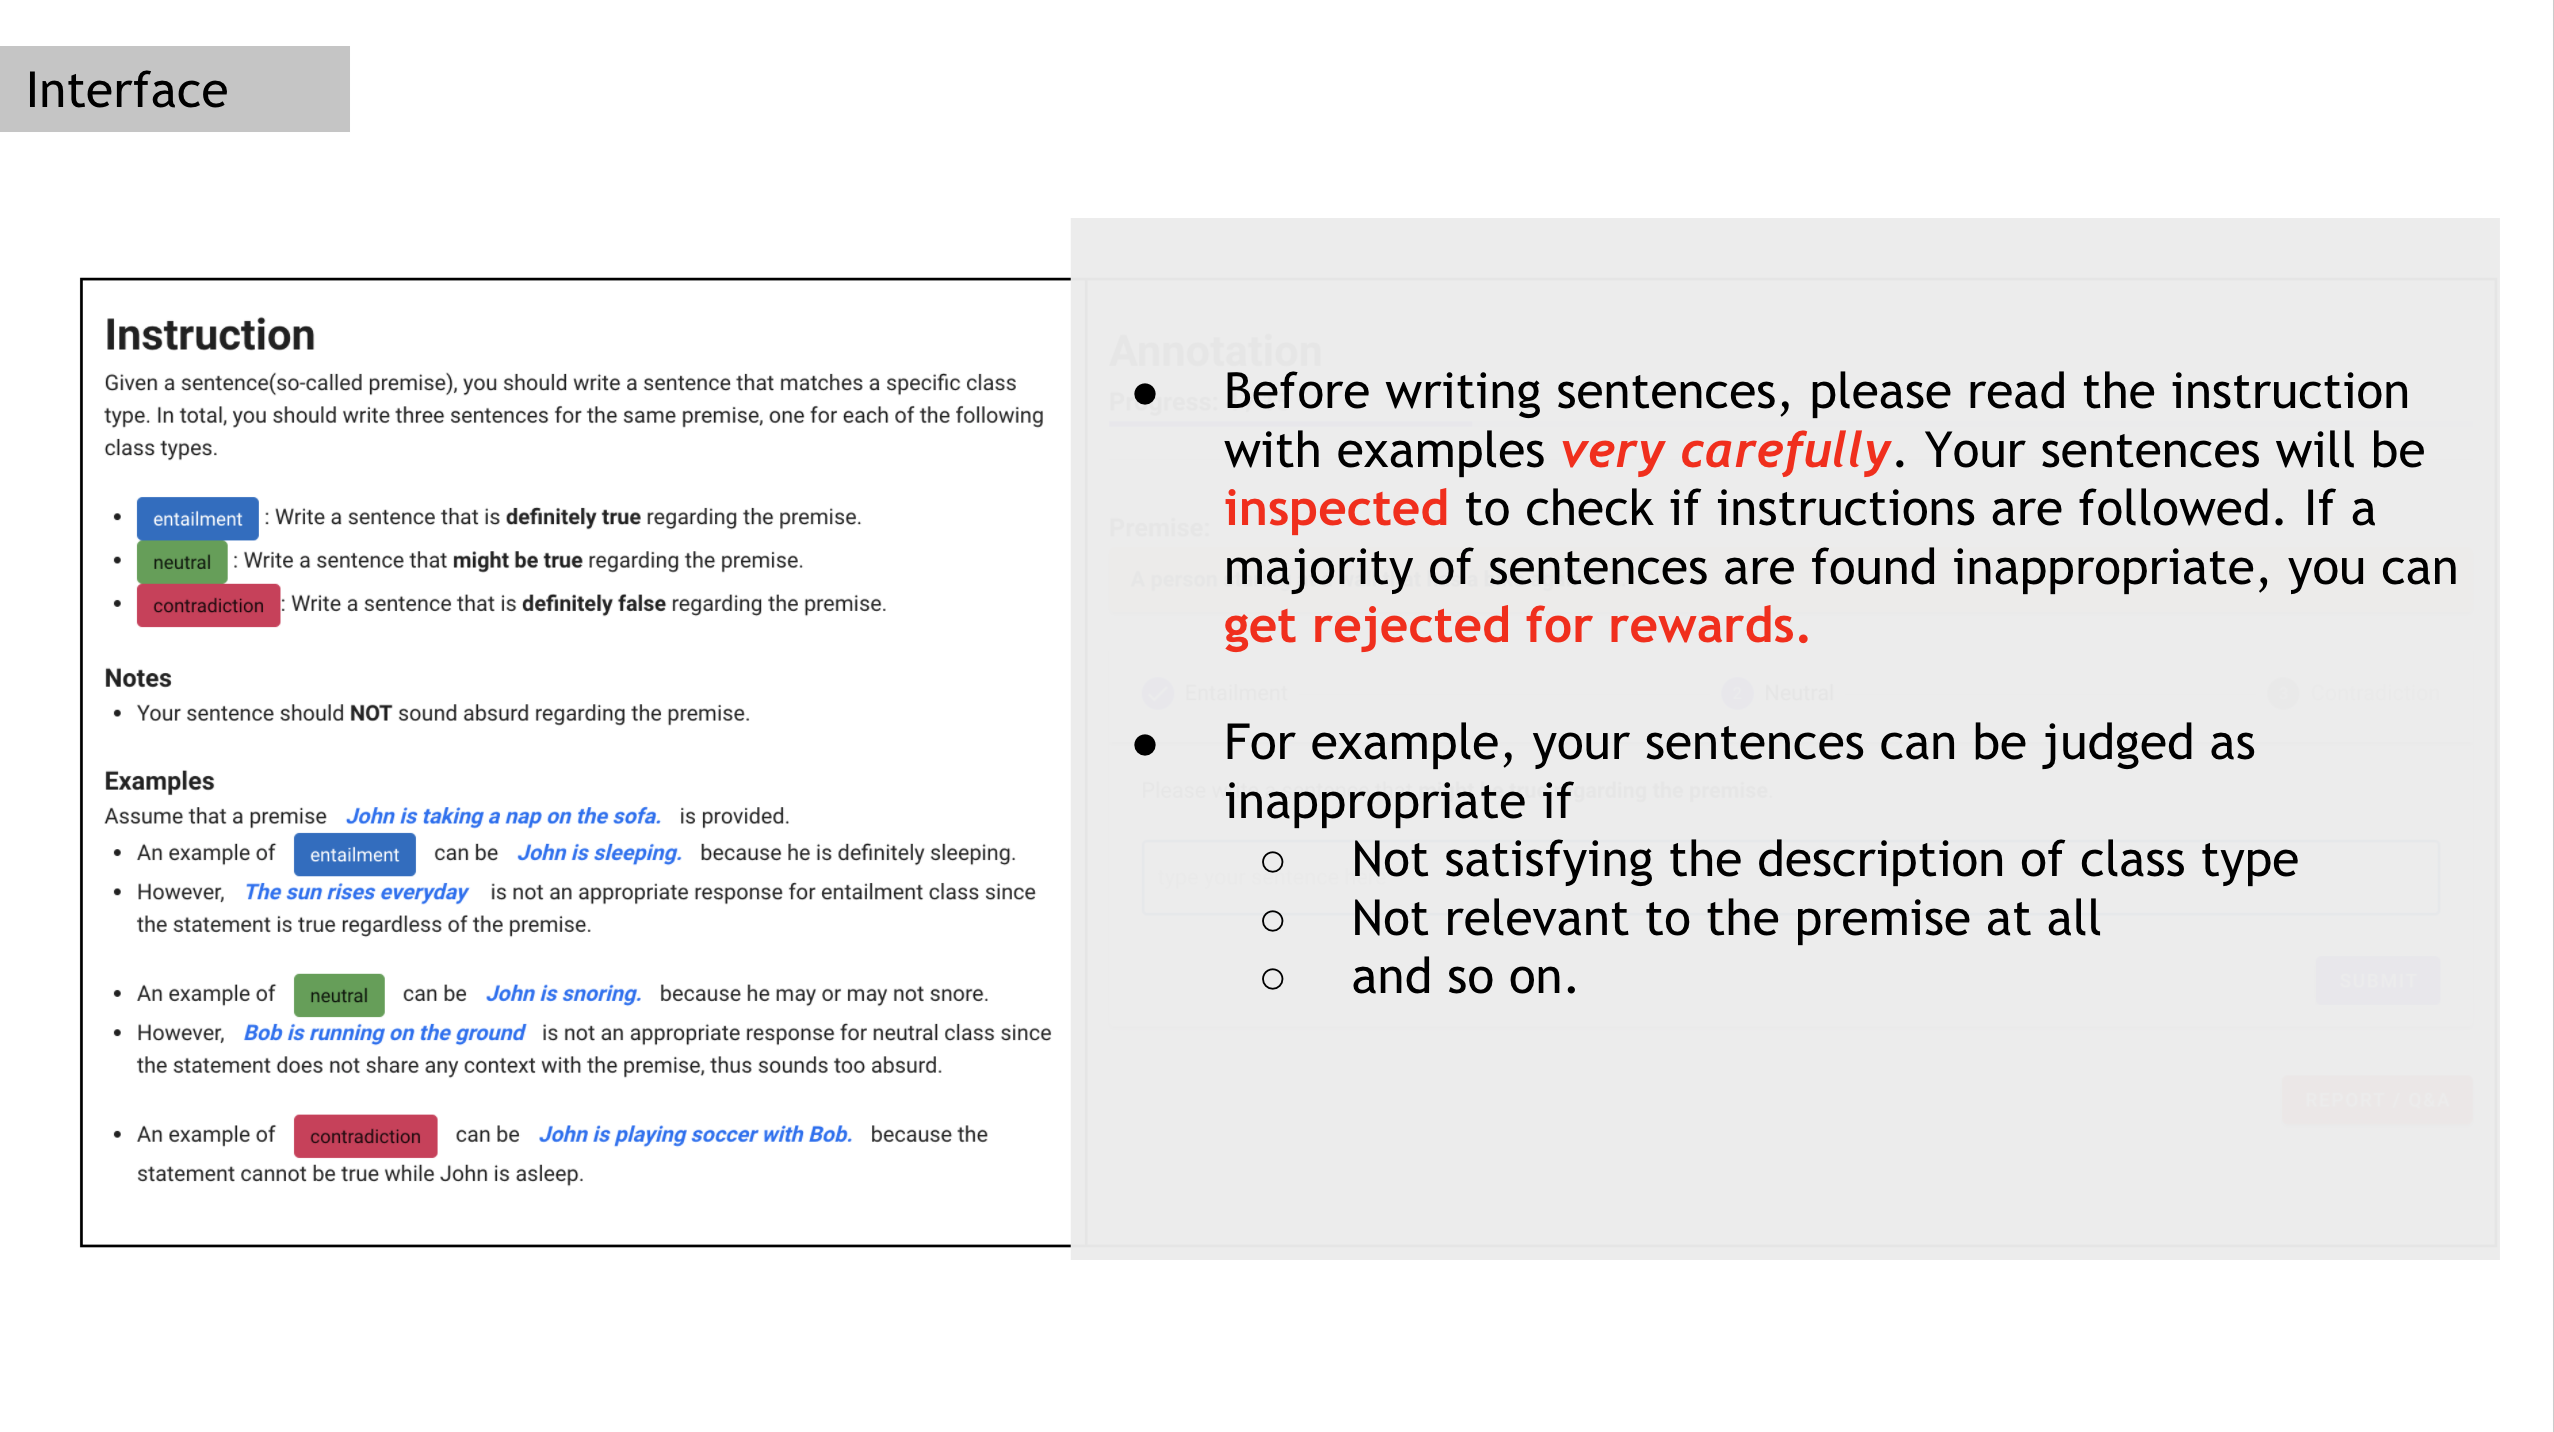 Interface
Instruction
Given a sentence(so-called premise), you should write a sentence that matches a specific class
type. In total, you should write three sentences for the same premise, one for each of the following
class types.
• entailment : Write a sentence that is definitely true regarding the premise.
• neutral : Write a sentence that might be true regarding the premise.
• contradiction : Write a sentence that is definitely false regarding the premise.
Notes
• Your sentence should NOT sound absurd regarding the premise.
Examples
Assume that a premise John is taking a nap on the sofa. is provided.
• An example of entailment can be John is sleeping. because he is definitely sleeping.
• However, The sun rises everyday is not an appropriate response for entailment class since
the statement is true regardless of the premise.
• An example of neutral can be John is snoring. because he may or may not snore.
• However, Bob is running on the ground is not an appropriate response for neutral class since
the statement does not share any context with the premise, thus sounds too absurd.
• An example of contradiction can be John is playing soccer with Bob. because the
statement cannot be true while John is asleep.
● Before writing sentences, please read the instruction
with examples very carefully. Your sentences will be
inspected to check if instructions are followed. If a
majority of sentences are found inappropriate, you can
get rejected for rewards.
● For example, your sentences can be judged as
inappropriate if
○ Not satisfying the description of class type
○ Not relevant to the premise at all
○ and so on.
Annotation
Progress:
Premise:
A person
Entailment
Neutral
Please
regarding the premise
SUBMIT
REPORT / Q&A